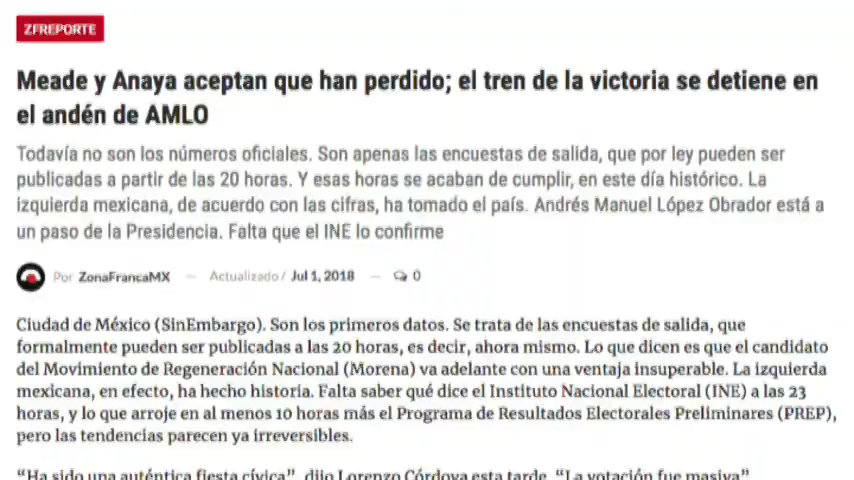 ZFREPORTE
Meade y Anaya aceptan que han perdido; el tren de la victoria se detiene en
el andén de AMLO
Todavía no son los números oficiales. Son apenas las encuestas de salida, que por ley pueden ser
publicadas a partir de las 20 horas. Y esas horas se acaban de cumplir, en este día histórico. La
izquierda mexicana, de acuerdo con las cifras, ha tomado el país. Andrés Manuel López Obrador está a
un paso de la Presidencia. Falta que el INE lo confirme
Por ZonaFrancaMX — Actualizado/ Jul 1, 2018 — 0
Ciudad de México (SinEmbargo). Son los primeros datos. Se trata de las encuestas de salida, que
formalmente pueden ser publicadas a las 20 horas, es decir, ahora mismo. Lo que dicen es que el candidato
del Movimiento de Regeneración Nacional (Morena) va adelante con una ventaja insuperable. La izquierda
mexicana, en efecto, ha hecho historia. Falta saber qué dice el Instituto Nacional Electoral (INE) a las 23
horas, y lo que arroje en al menos 10 horas más el Programa de Resultados Electorales Preliminares (PREP),
pero las tendencias parecen ya irreversibles.
“Ha sido una auténtica fiesta cívica”, dijo Lorenzo Córdova esta tarde. “La votación fue masiva”.